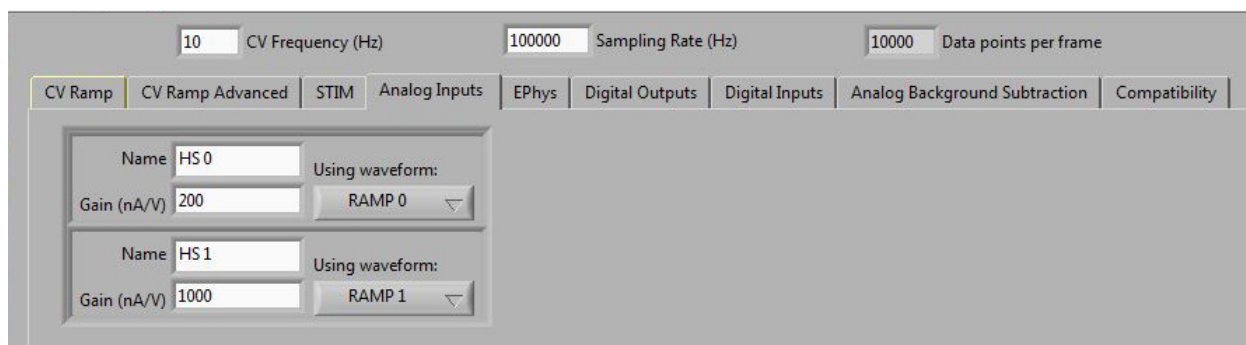 10 CV Frequency (Hz) 100000 Sampling Rate (Hz) 10000 Data points per frame
CV Ramp CV Ramp Advanced STIM Analog Inputs EPhys Digital Outputs Digital Inputs Analog Background Subtraction Compatibility
Name HS 0
Using waveform:
Gain (nA/V) 200 RAMP 0
Name HS 1
Using waveform:
Gain (nA/V) 1000 RAMP 1